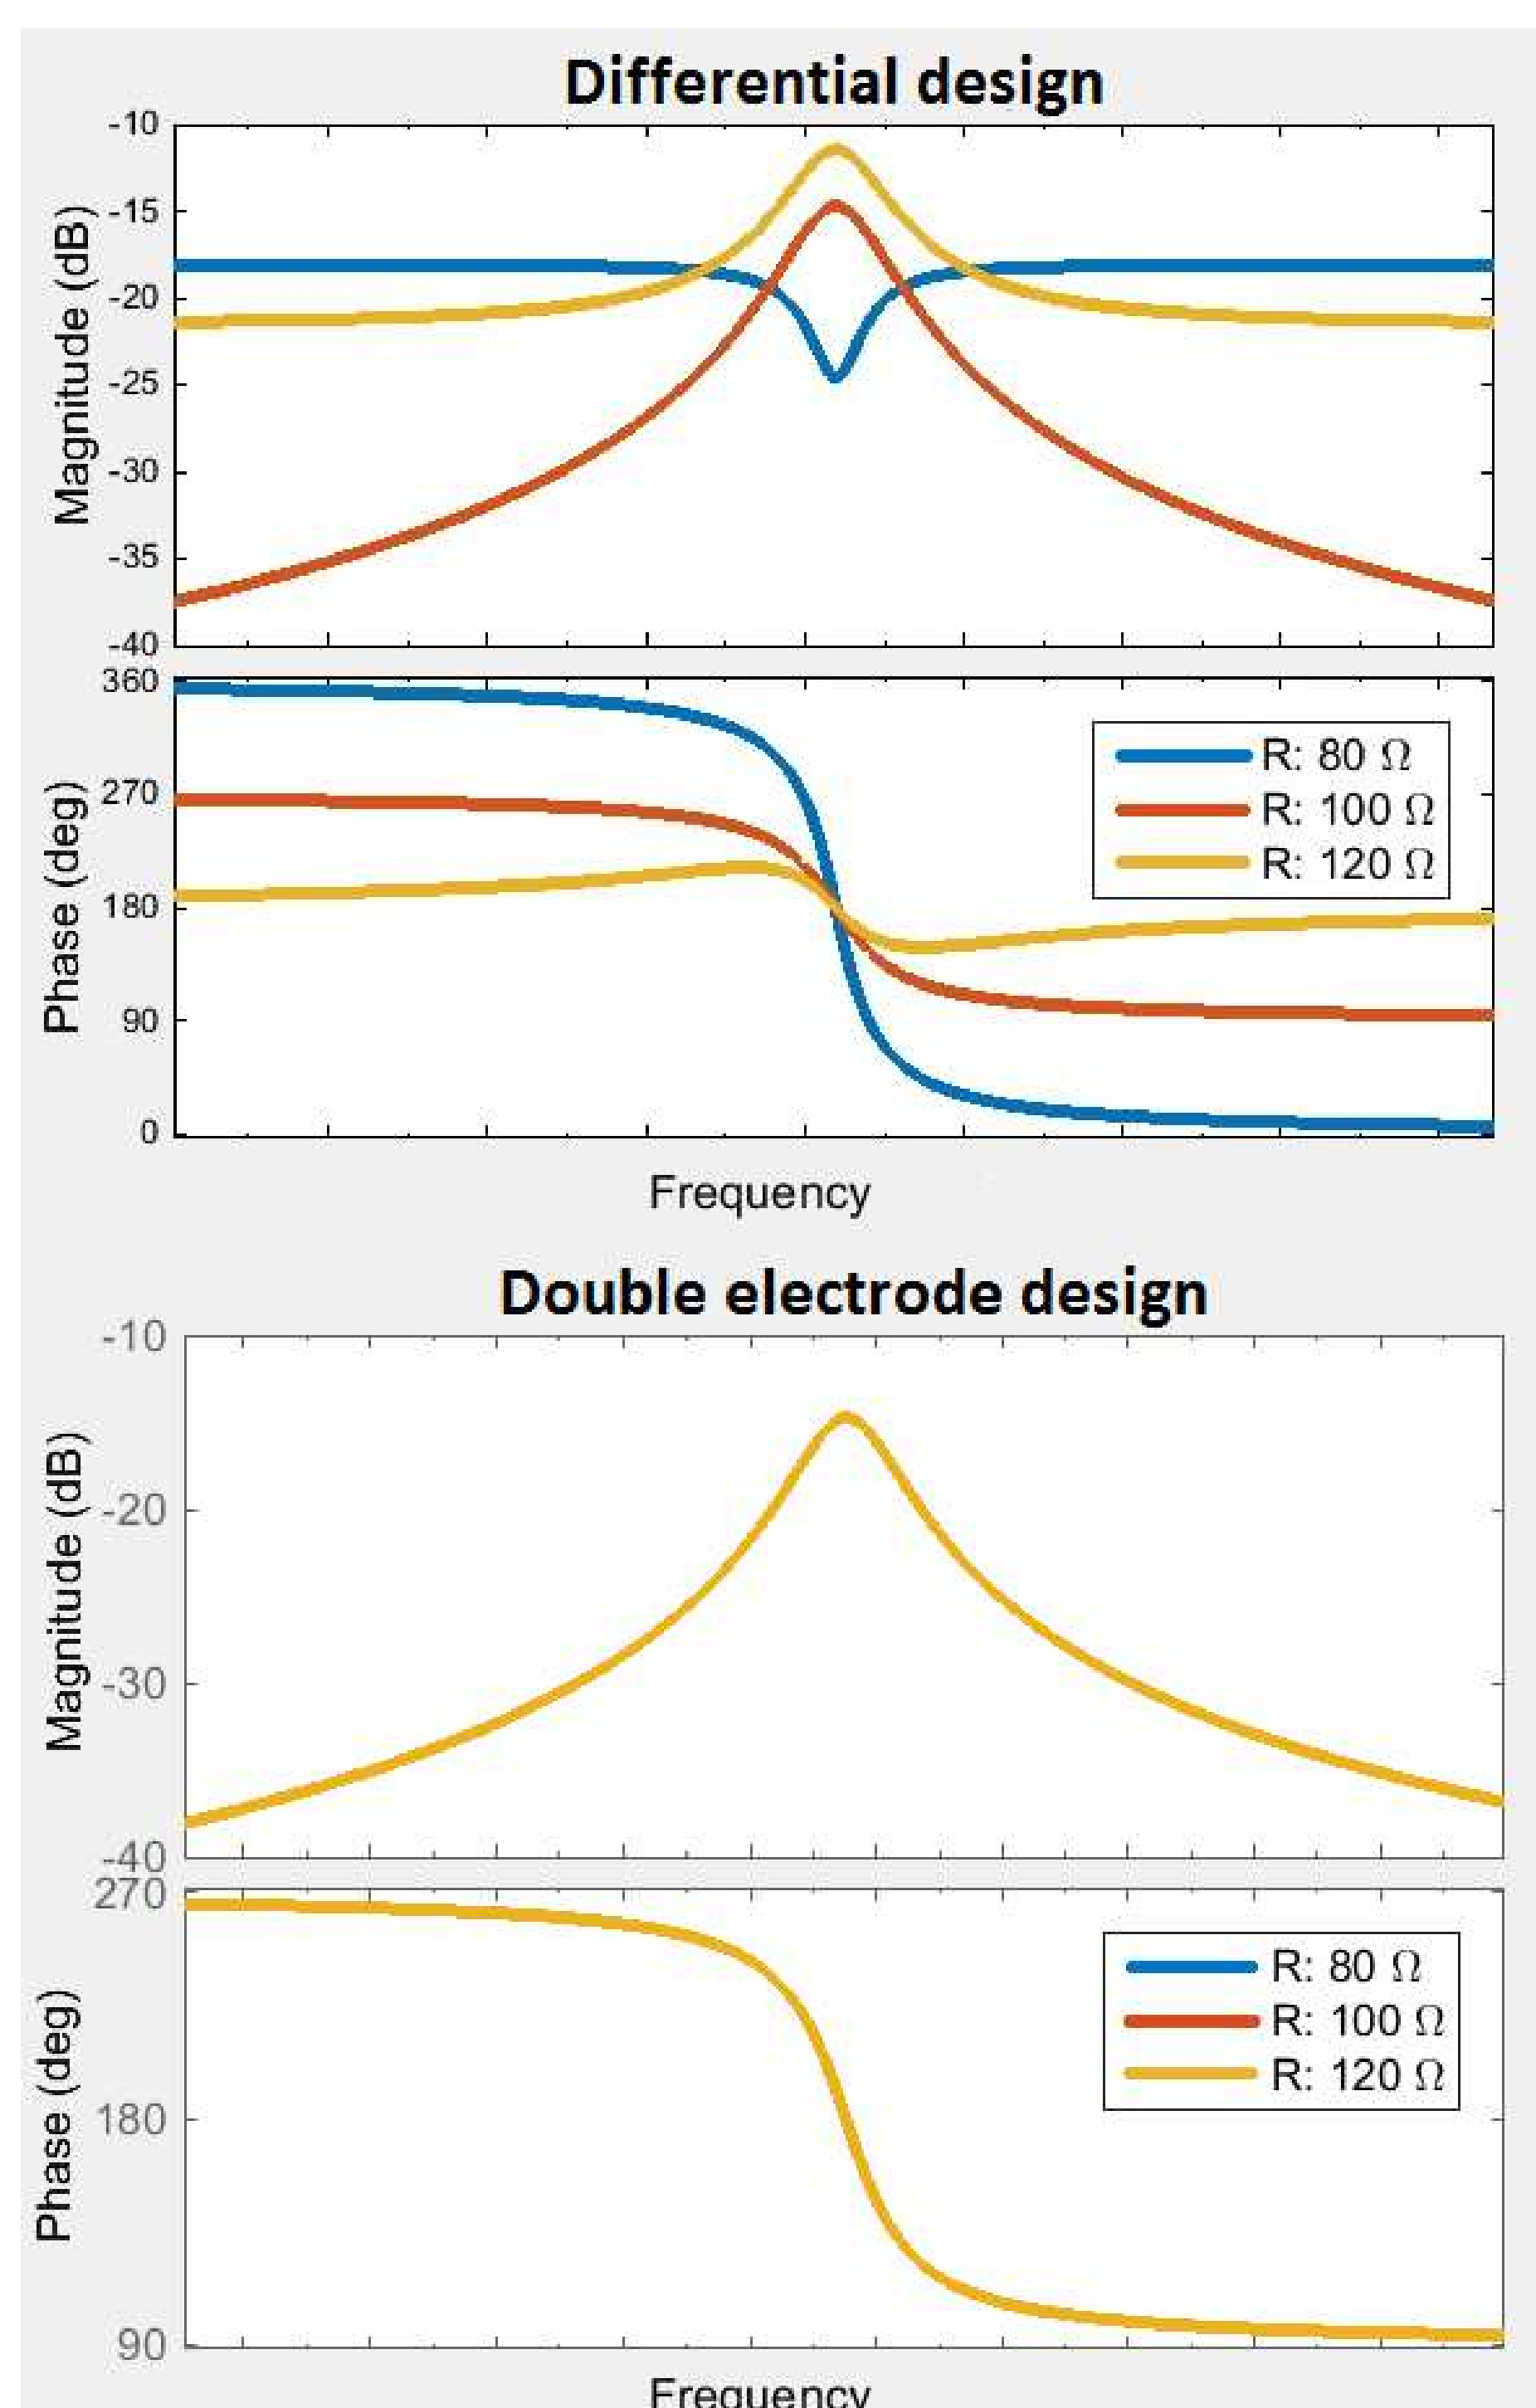 Differential design
-10
-15
-20
-25
-30
-35
-40
Magnitude (dB)
360
270
180
90
0
Phase (deg)
R: 80 Ω
R: 100 Ω
R: 120 Ω
Frequency
Double electrode design
-10
-20
-30
-40
Magnitude (dB)
270
180
90
Phase (deg)
R: 80 Ω
R: 100 Ω
R: 120 Ω
Frequency